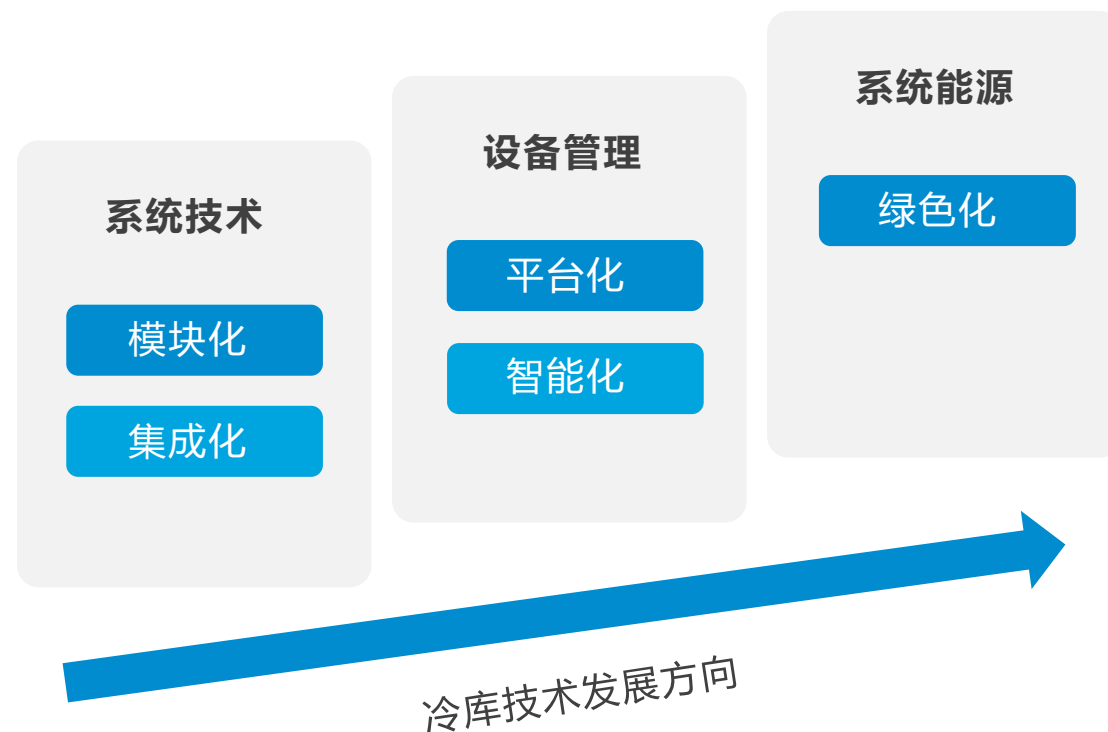 系统技术
模块化
集成化
设备管理
平台化
智能化
系统能源
绿色化
冷库技术发展方向